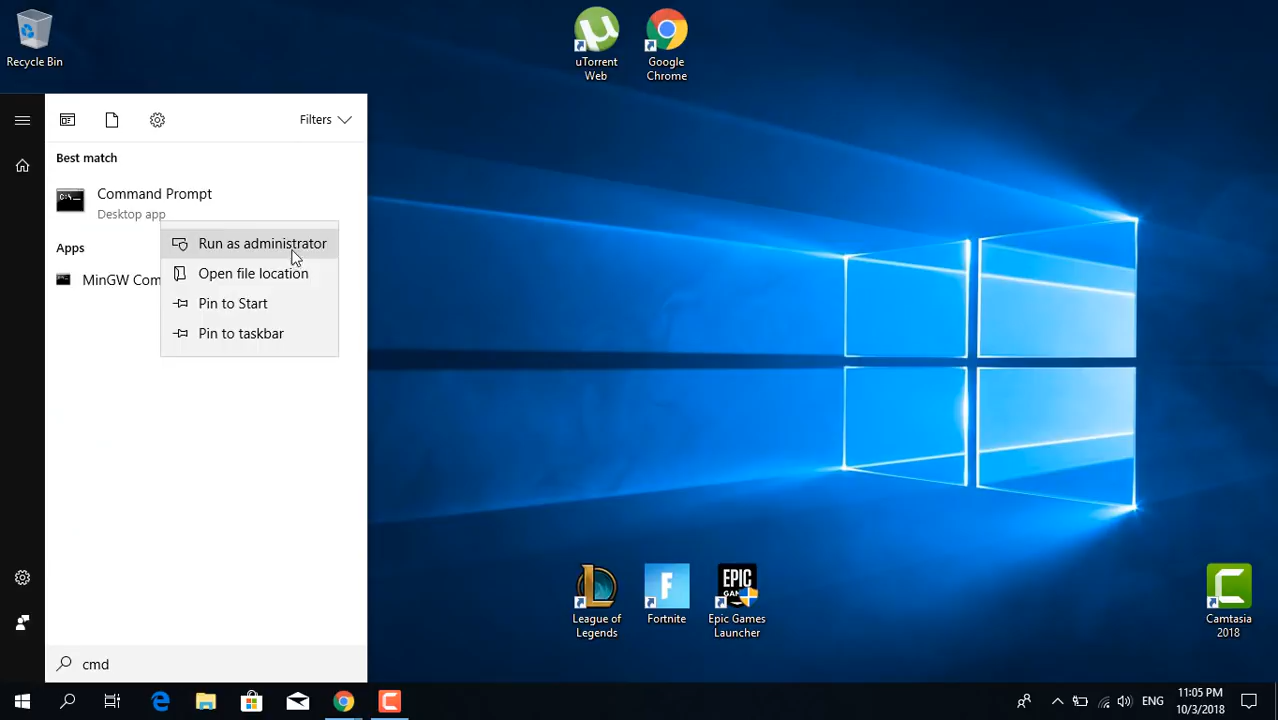 Recycle Bin
uTorrent
Web
Google
Chrome
Filters
Best match
C:\_
Command Prompt
Desktop app
Apps
MinGW Com
Run as administrator
Open file location
Pin to Start
Pin to taskbar
League of
Legends
Fortnite
EPIC
Epic Games
Launcher
Camtasia
2018
cmd
ENG
11:05 PM
10/3/2018